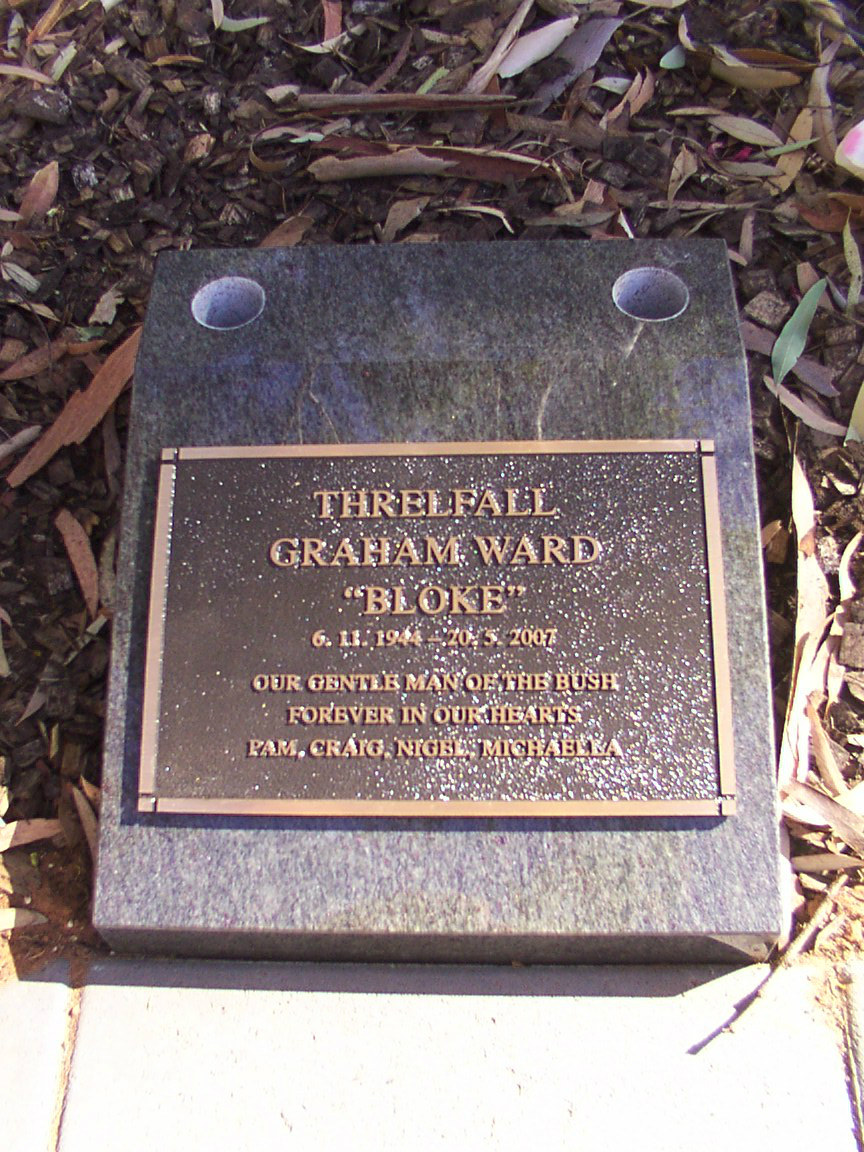 THRELFALL
GRAHAM WARD
“BLOKE”
6. 11. 1944 – 20. 5. 2007
OUR GENTLE MAN OF THE BUSH
FOREVER IN OUR HEARTS
PAM, CRAIG, NIGEL, MICHAELLA